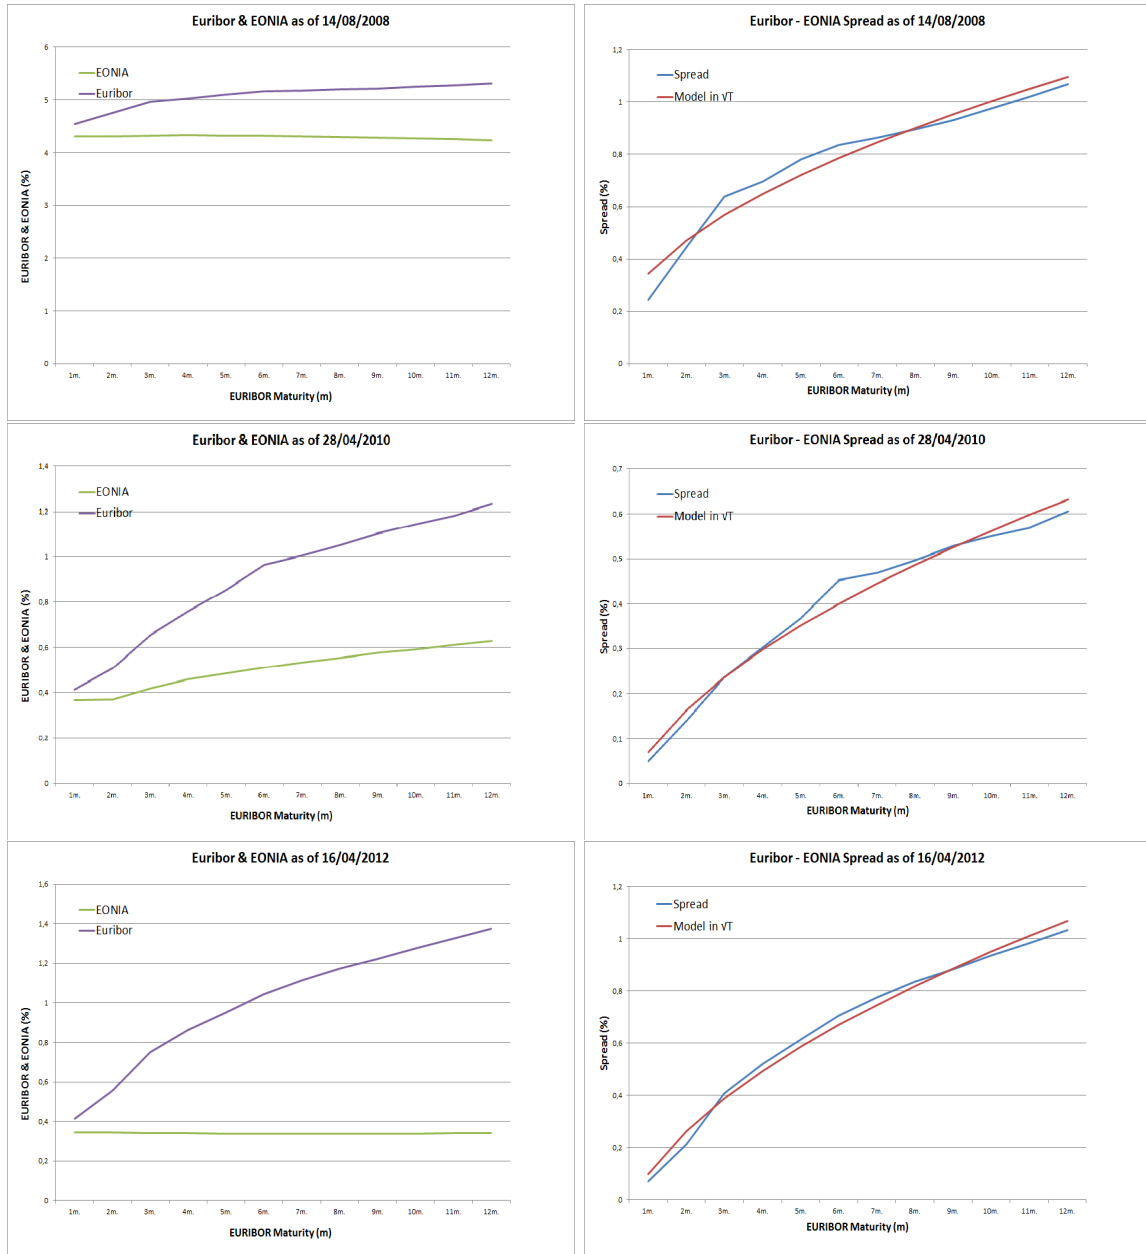 Euribor & EONIA as of 14/08/2008
EURIBOR & EONIA (%)
6
5
4
3
2
1
0
EONIA
Euribor
1m. 2m. 3m. 4m. 5m. 6m. 7m. 8m. 9m. 10m. 11m. 12m.
EURIBOR Maturity (m)
Euribor - EONIA Spread as of 14/08/2008
Spread (%)
1,2
1
0,8
0,6
0,4
0,2
0
Spread
Model in √T
1m. 2m. 3m. 4m. 5m. 6m. 7m. 8m. 9m. 10m. 11m. 12m.
EURIBOR Maturity (m)
Euribor & EONIA as of 28/04/2010
EURIBOR & EONIA (%)
1,4
1,2
1
0,8
0,6
0,4
0,2
0
EONIA
Euribor
1m. 2m. 3m. 4m. 5m. 6m. 7m. 8m. 9m. 10m. 11m. 12m.
EURIBOR Maturity (m)
Euribor - EONIA Spread as of 28/04/2010
Spread (%)
0,7
0,6
0,5
0,4
0,3
0,2
0,1
0
Spread
Model in √T
1m. 2m. 3m. 4m. 5m. 6m. 7m. 8m. 9m. 10m. 11m. 12m.
EURIBOR Maturity (m)
Euribor & EONIA as of 16/04/2012
EURIBOR & EONIA (%)
1,6
1,4
1,2
1
0,8
0,6
0,4
0,2
0
EONIA
Euribor
1m. 2m. 3m. 4m. 5m. 6m. 7m. 8m. 9m. 10m. 11m. 12m.
EURIBOR Maturity (m)
Euribor - EONIA Spread as of 16/04/2012
Spread (%)
1,2
1
0,8
0,6
0,4
0,2
0
Spread
Model in √T
1m. 2m. 3m. 4m. 5m. 6m. 7m. 8m. 9m. 10m. 11m. 12m.
EURIBOR Maturity (m)